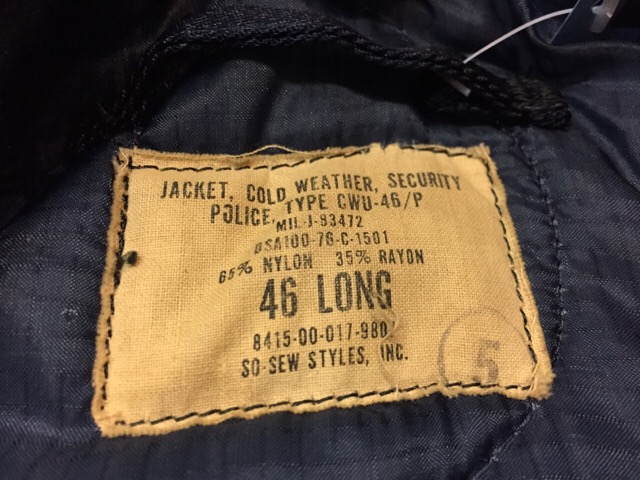 JACKET, COLD WEATHER, SECURITY
POLICE, TYPE CWU-46/P
MIL-J-83472
DSA100-76-C-1501
65% NYLON 35% RAYON
46 LONG
8415-00-017-980
SO-SEW STYLES, INC.
5